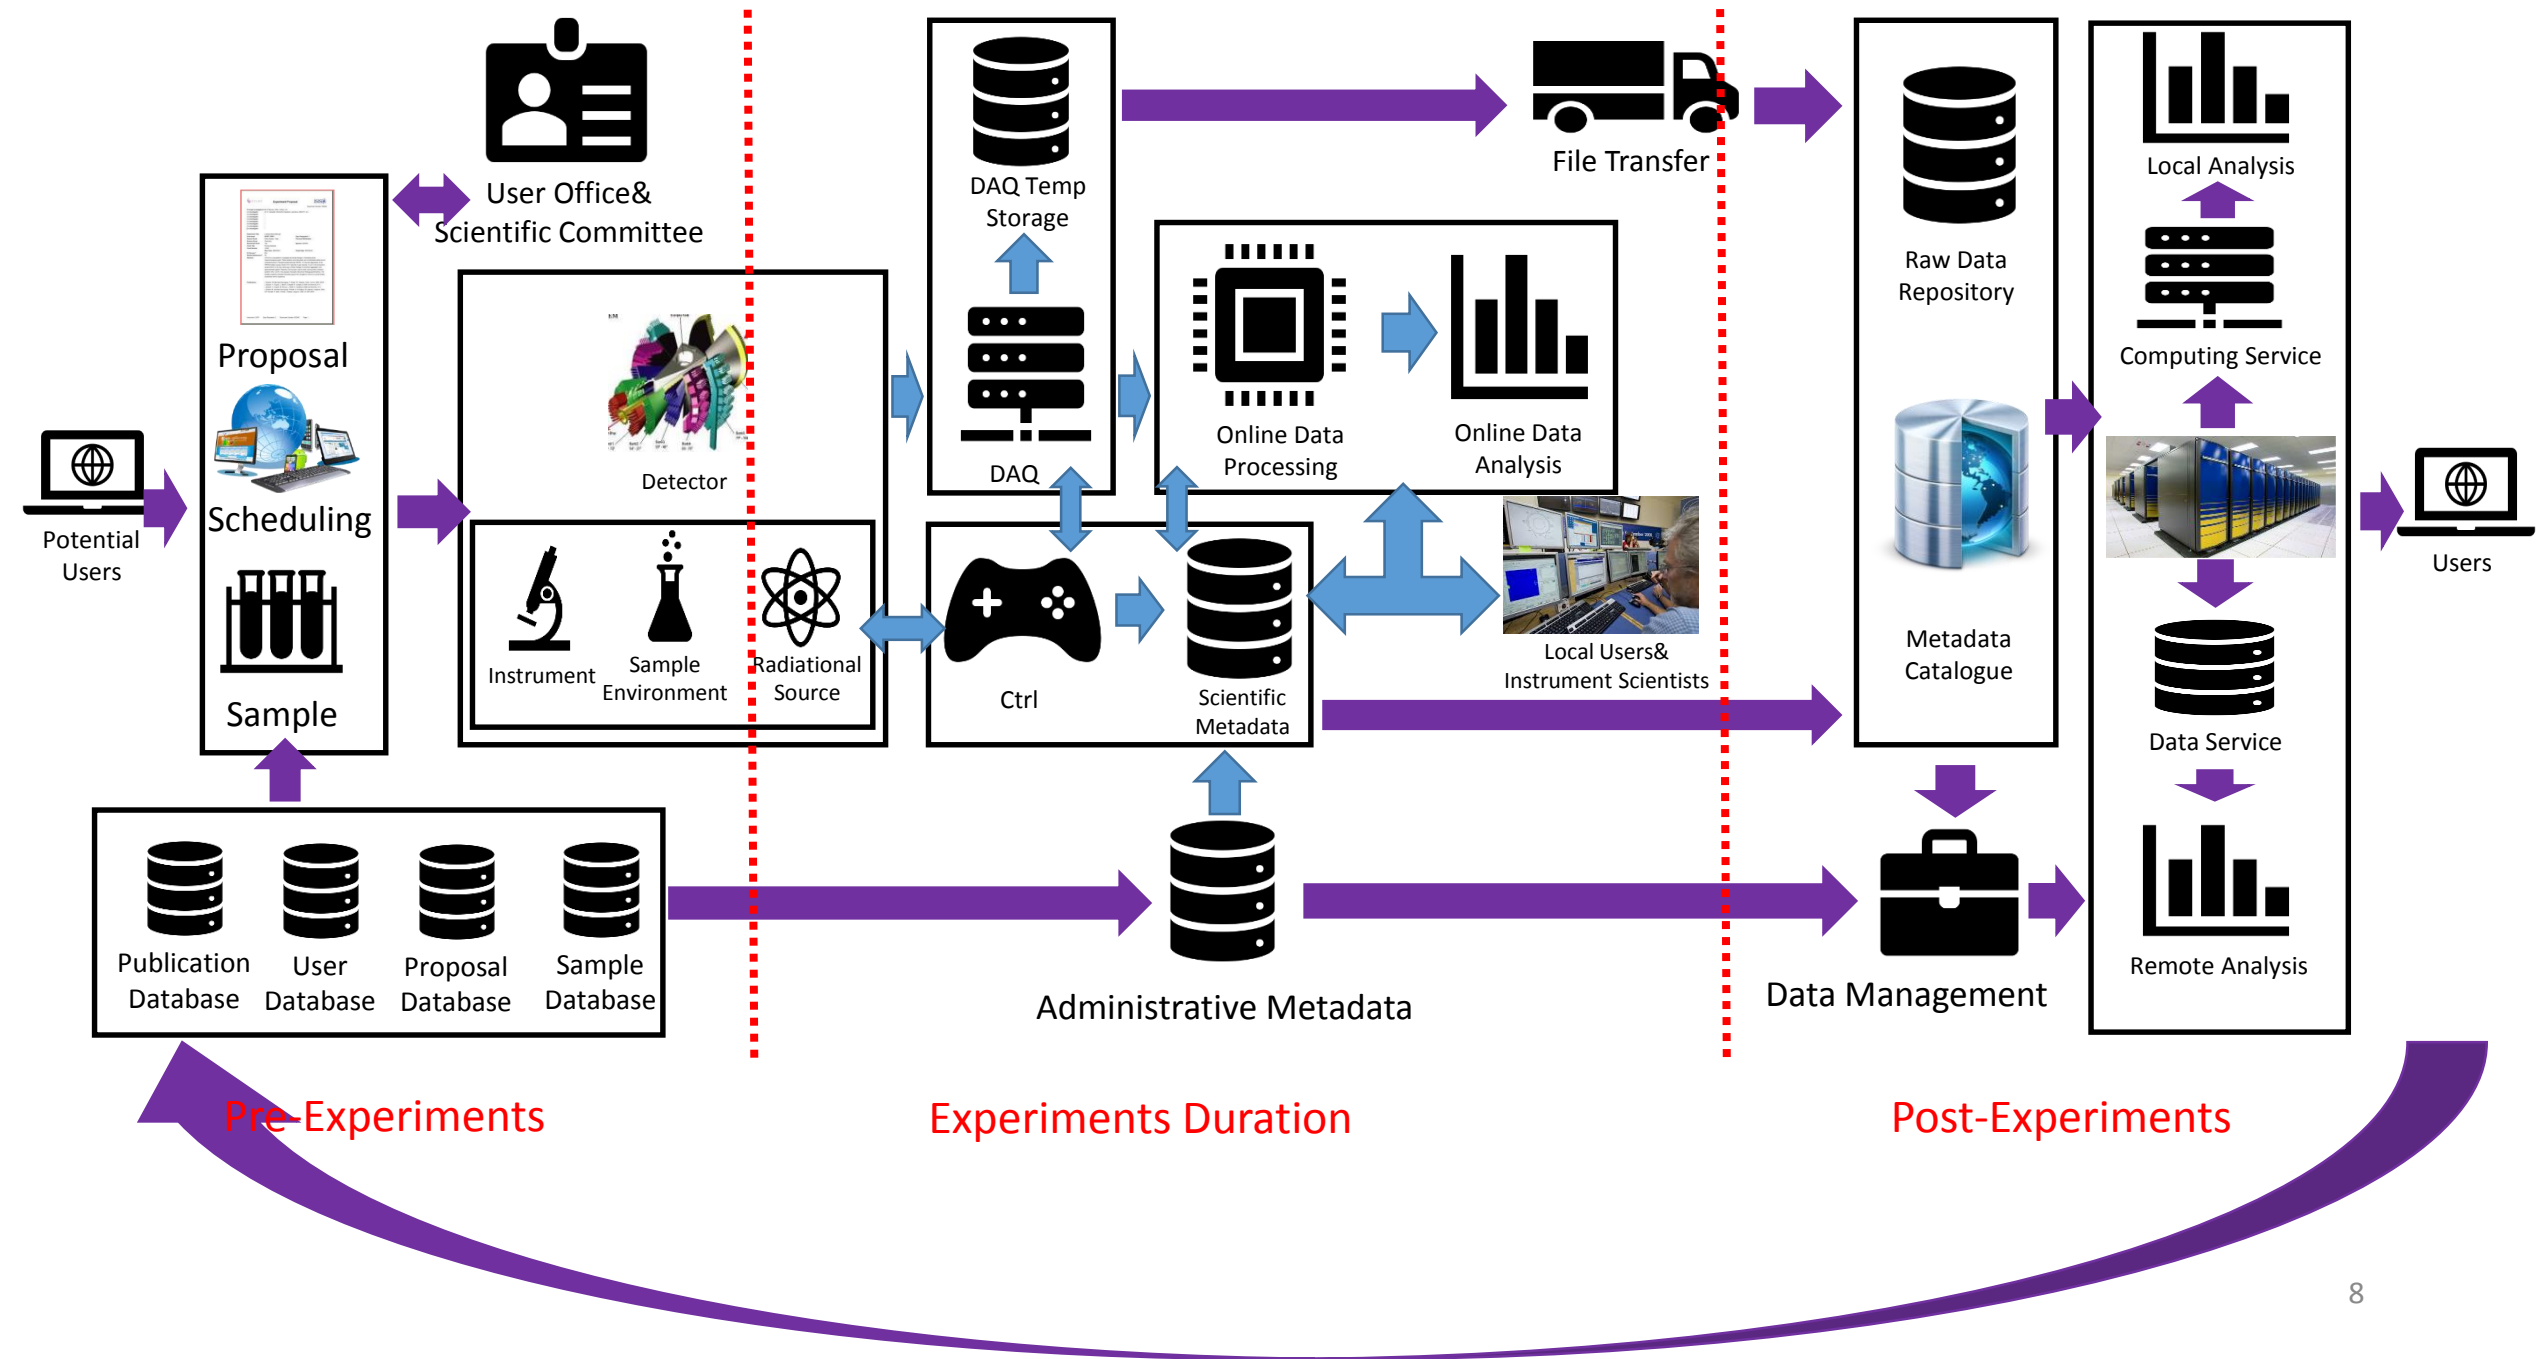 User Office&
Scientific Committee
Proposal
Scheduling
Sample
Potential
Users
Detector
Instrument
Sample
Environment
Radiational
Source
Publication
Database
User
Database
Proposal
Database
Sample
Database
DAQ Temp
Storage
DAQ
Online Data
Processing
Online Data
Analysis
Ctrl
Scientific
Metadata
Local Users&
Instrument Scientists
Administrative Metadata
File Transfer
Raw Data
Repository
Metadata
Catalogue
Data Management
Local Analysis
Computing Service
Data Service
Remote Analysis
Users
Pre-Experiments
Experiments Duration
Post-Experiments
8